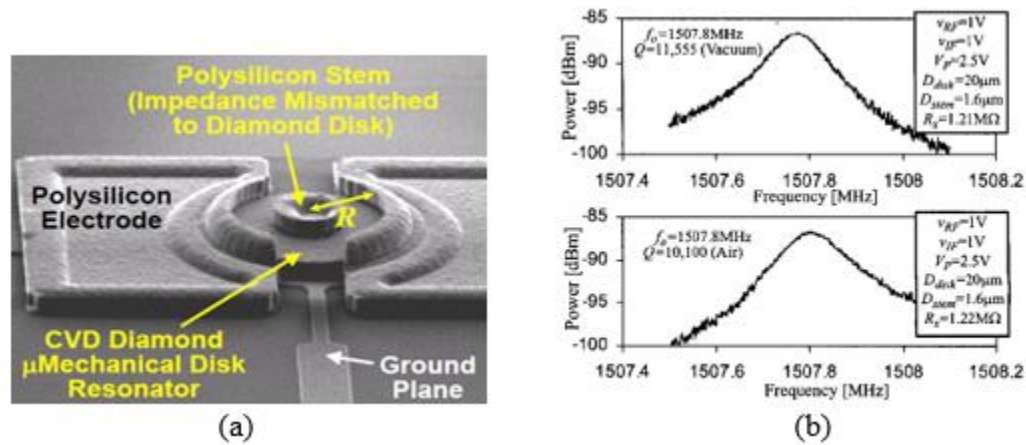 Polysilicon Stem
(Impedance Mismatched
to Diamond Disk)
Polysilicon
Electrode
R
CVD Diamond
μMechanical Disk
Resonator
Ground
Plane
(a)
-85
-90
-95
-100
Power [dBm]
fₒ=1507.8MHz
Q=11,555 (Vacuum)
vRF=1V
vIF=1V
VP=2.5V
Ddisk=20μm
Dstem=1.6μm
Rx=1.21MΩ
1507.4 1507.6 1507.8 1508 1508.2
Frequency [MHz]
-85
-90
-95
-100
Power [dBm]
fₒ=1507.8MHz
Q=10,100 (Air)
vRF=1V
vIF=1V
VP=2.5V
Ddisk=20μm
Dstem=1.6μm
Rx=1.22MΩ
1507.4 1507.6 1507.8 1508 1508.2
Frequency [MHz]
(b)